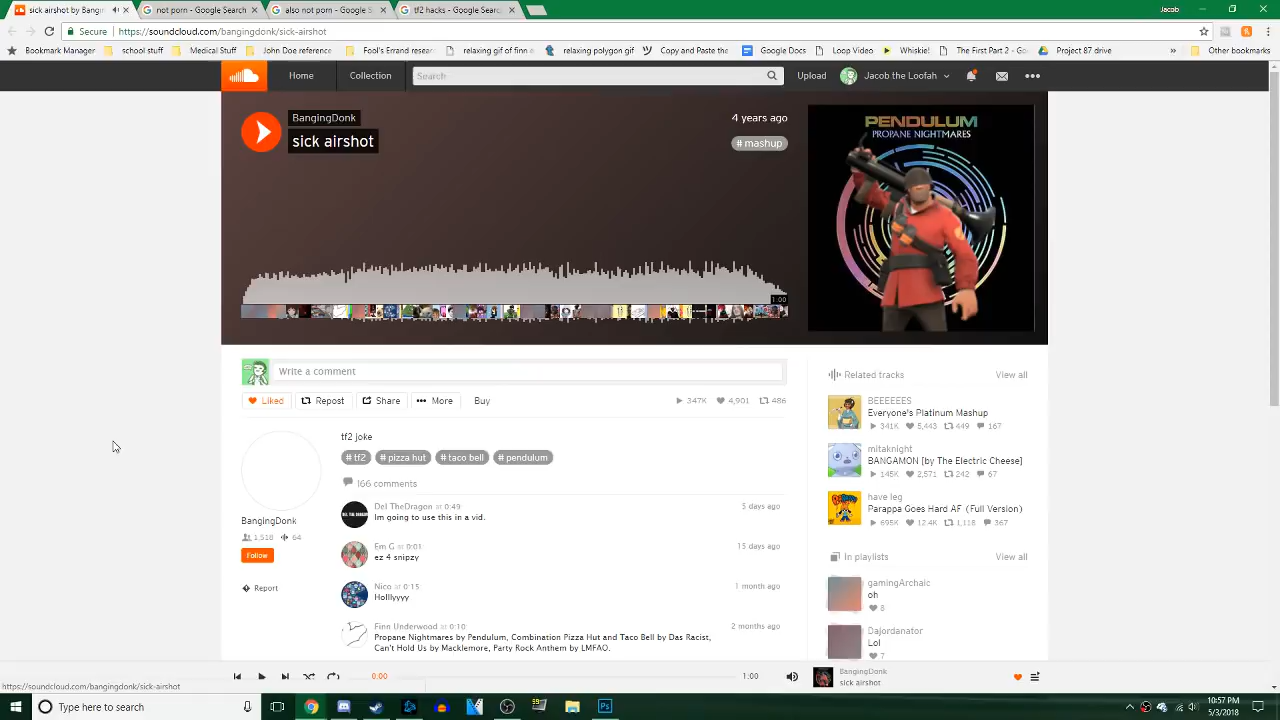 sick airshot by Bang
not porn - Google Search
also not porn - Google S
tf2 hacks - Google Searc
Jacob
Secure
https://soundcloud.com/bangingdonk/sick-airshot
Bookmark Manager
school stuff
Medical Stuff
John Doe reference
Fool's Errand resear
relaxing gif of finn a
relaxing polygon gif
Copy and Paste the
Google Docs
Loop Video
Whiskie!
The First Part 2 - Go
Project 87 drive
»
Other bookmarks
Home
Collection
Search
Upload
Jacob the Loofah
BangingDonk
sick airshot
4 years ago
# mashup
PENDULUM
PROPANE NIGHTMARES
1:00
Write a comment
Liked
Repost
Share
More
Buy
347K
4,901
486
tf2 joke
# tf2
# pizza hut
# taco bell
# pendulum
166 comments
BangingDonk
1,518
64
Follow
Report
Del TheDragon at 0:49
5 days ago
Im going to use this in a vid.
Em G at 0:01
15 days ago
ez 4 snipzy
Nico at 0:15
1 month ago
Holllyyyy
Finn Underwood at 0:10
2 months ago
Propane Nightmares by Pendulum, Combination Pizza Hut and Taco Bell by Das Racist,
Can't Hold Us by Macklemore, Party Rock Anthem by LMFAO.
Related tracks
View all
BEEEEEES
Everyone's Platinum Mashup
341K
5,443
449
167
mitaknight
BANGAMON [by The Electric Cheese]
145K
2,571
242
67
have leg
Parappa Goes Hard AF (Full Version)
695K
12.4K
1,118
367
In playlists
View all
gamingArchaic
oh
8
Dajordanator
Lol
7
0:00
1:00
BangingDonk
sick airshot
https://soundcloud.com/bangingdonk/sick-airshot
Type here to search
Ps
10:57 PM
5/3/2018